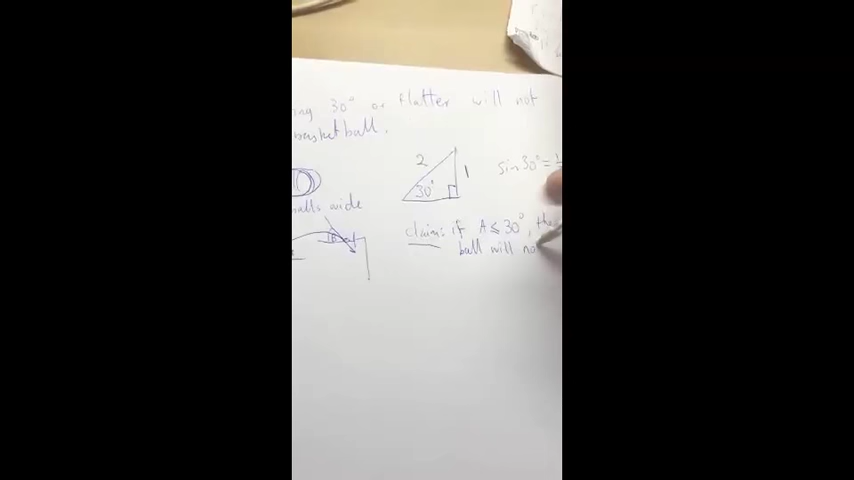 ing 30° or flatter will not
basketball.
2
1
30°
sin 30° =
balls wide
claim: if A ⩽ 30°, the
ball will no